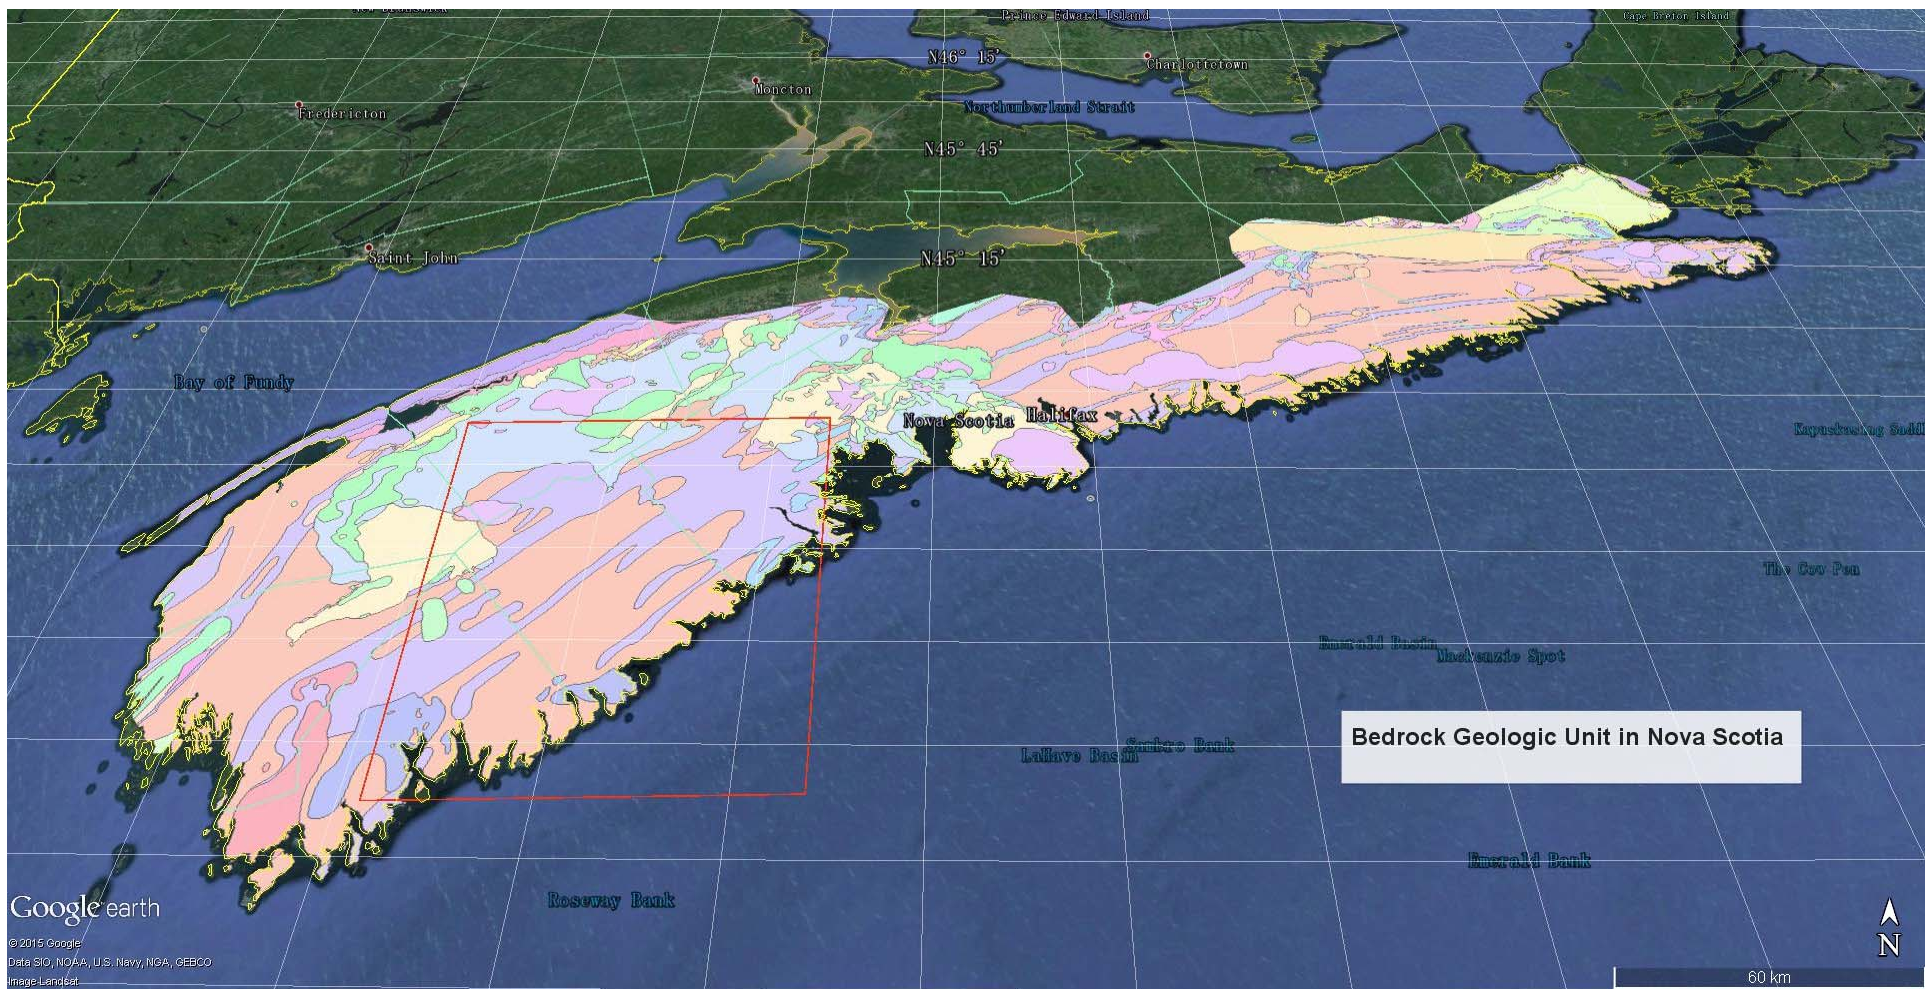 New Brunswick
Prince Edward Island
Cape Breton Island
N46° 15'
Charlottetown
Moncton
Northumberland Strait
Fredericton
N45° 45'
N45° 15'
Saint John
Bay of Fundy
Nova Scotia
Halifax
The Cow Pen
Emerald Basin
Mackenzie Spot
Bedrock Geologic Unit in Nova Scotia
Sambro Bank
LaHave Basin
Emerald Bank
Roseway Bank
Google earth
© 2015 Google
Data SIO, NOAA, U.S. Navy, NGA, GEBCO
Image Landsat
N
60 km